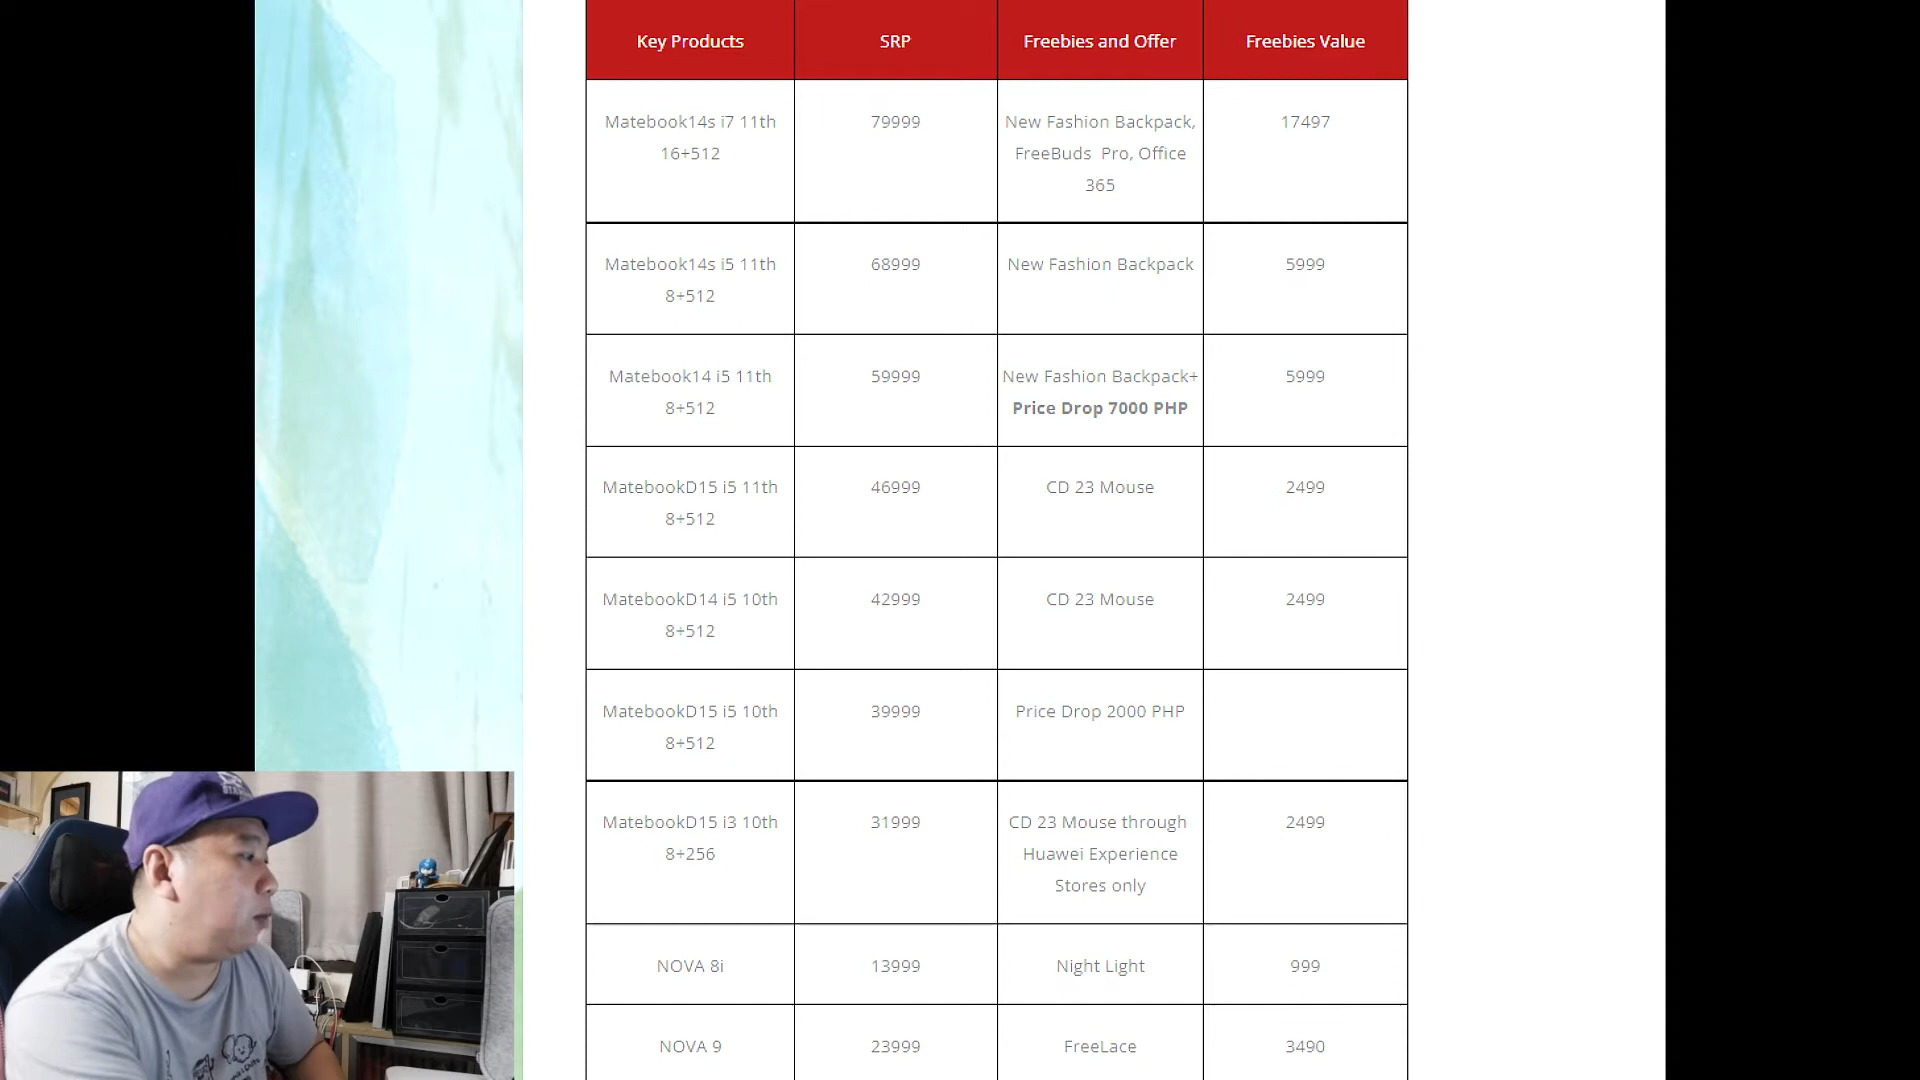 Key Products
SRP
Freebies and Offer
Freebies Value
Matebook14s i7 11th
16+512
79999
New Fashion Backpack,
FreeBuds Pro, Office
365
17497
Matebook14s i5 11th
8+512
68999
New Fashion Backpack
5999
Matebook14 i5 11th
8+512
59999
New Fashion Backpack+
Price Drop 7000 PHP
5999
MatebookD15 i5 11th
8+512
46999
CD 23 Mouse
2499
MatebookD14 i5 10th
8+512
42999
CD 23 Mouse
2499
MatebookD15 i5 10th
8+512
39999
Price Drop 2000 PHP
MatebookD15 i3 10th
8+256
31999
CD 23 Mouse through
Huawei Experience
Stores only
2499
NOVA 8i
13999
Night Light
999
NOVA 9
23999
FreeLace
3490